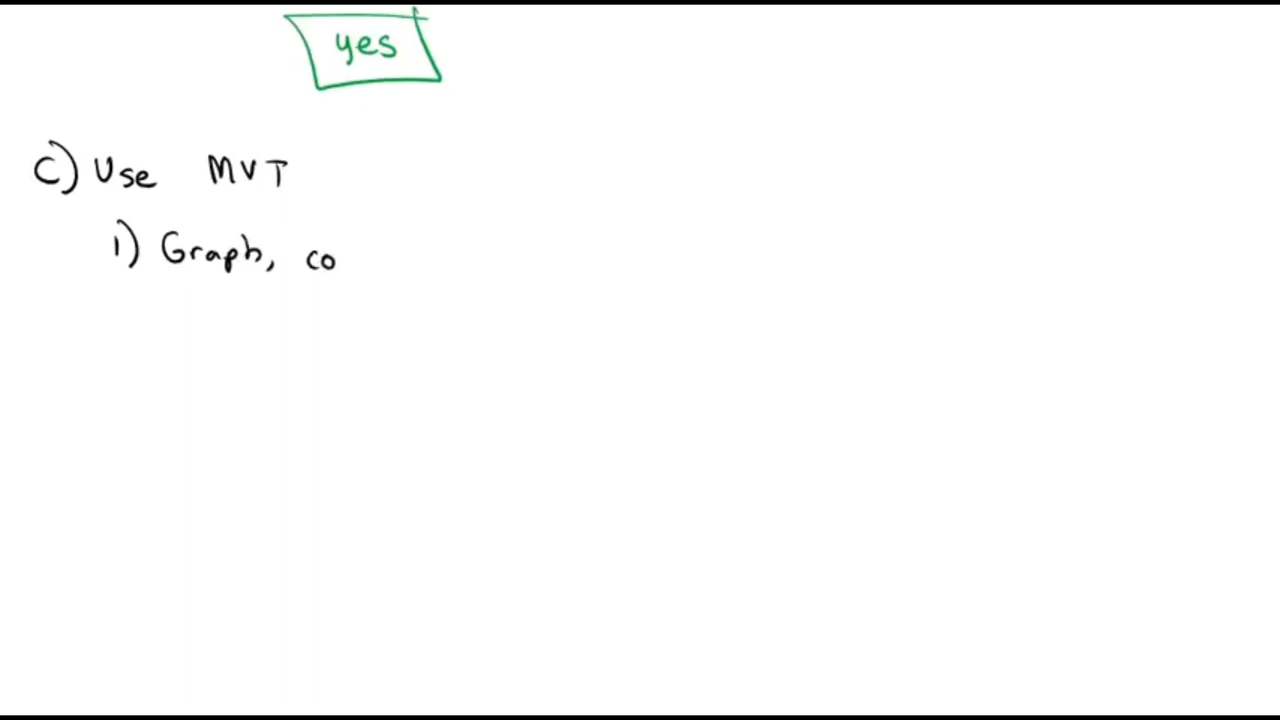 yes
c) Use MVT
1) Graph, co